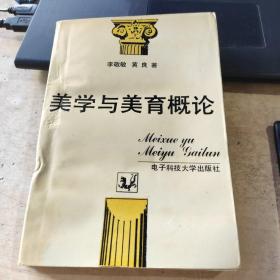 李敬敏 黄良 著
美学与美育概论
Meixue yu
Meiyu Gailun
电子科技大学出版社